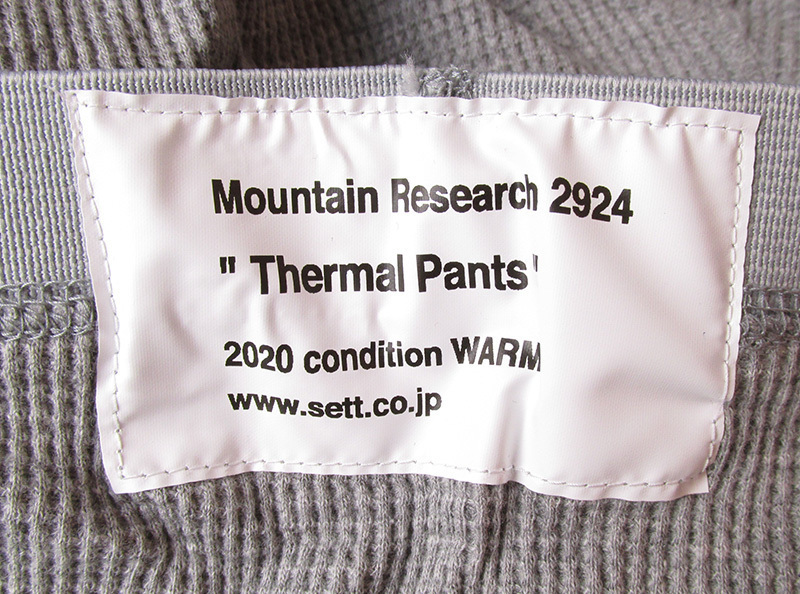 Mountain Research 2924
" Thermal Pants"
2020 condition WARM
www.sett.co.jp